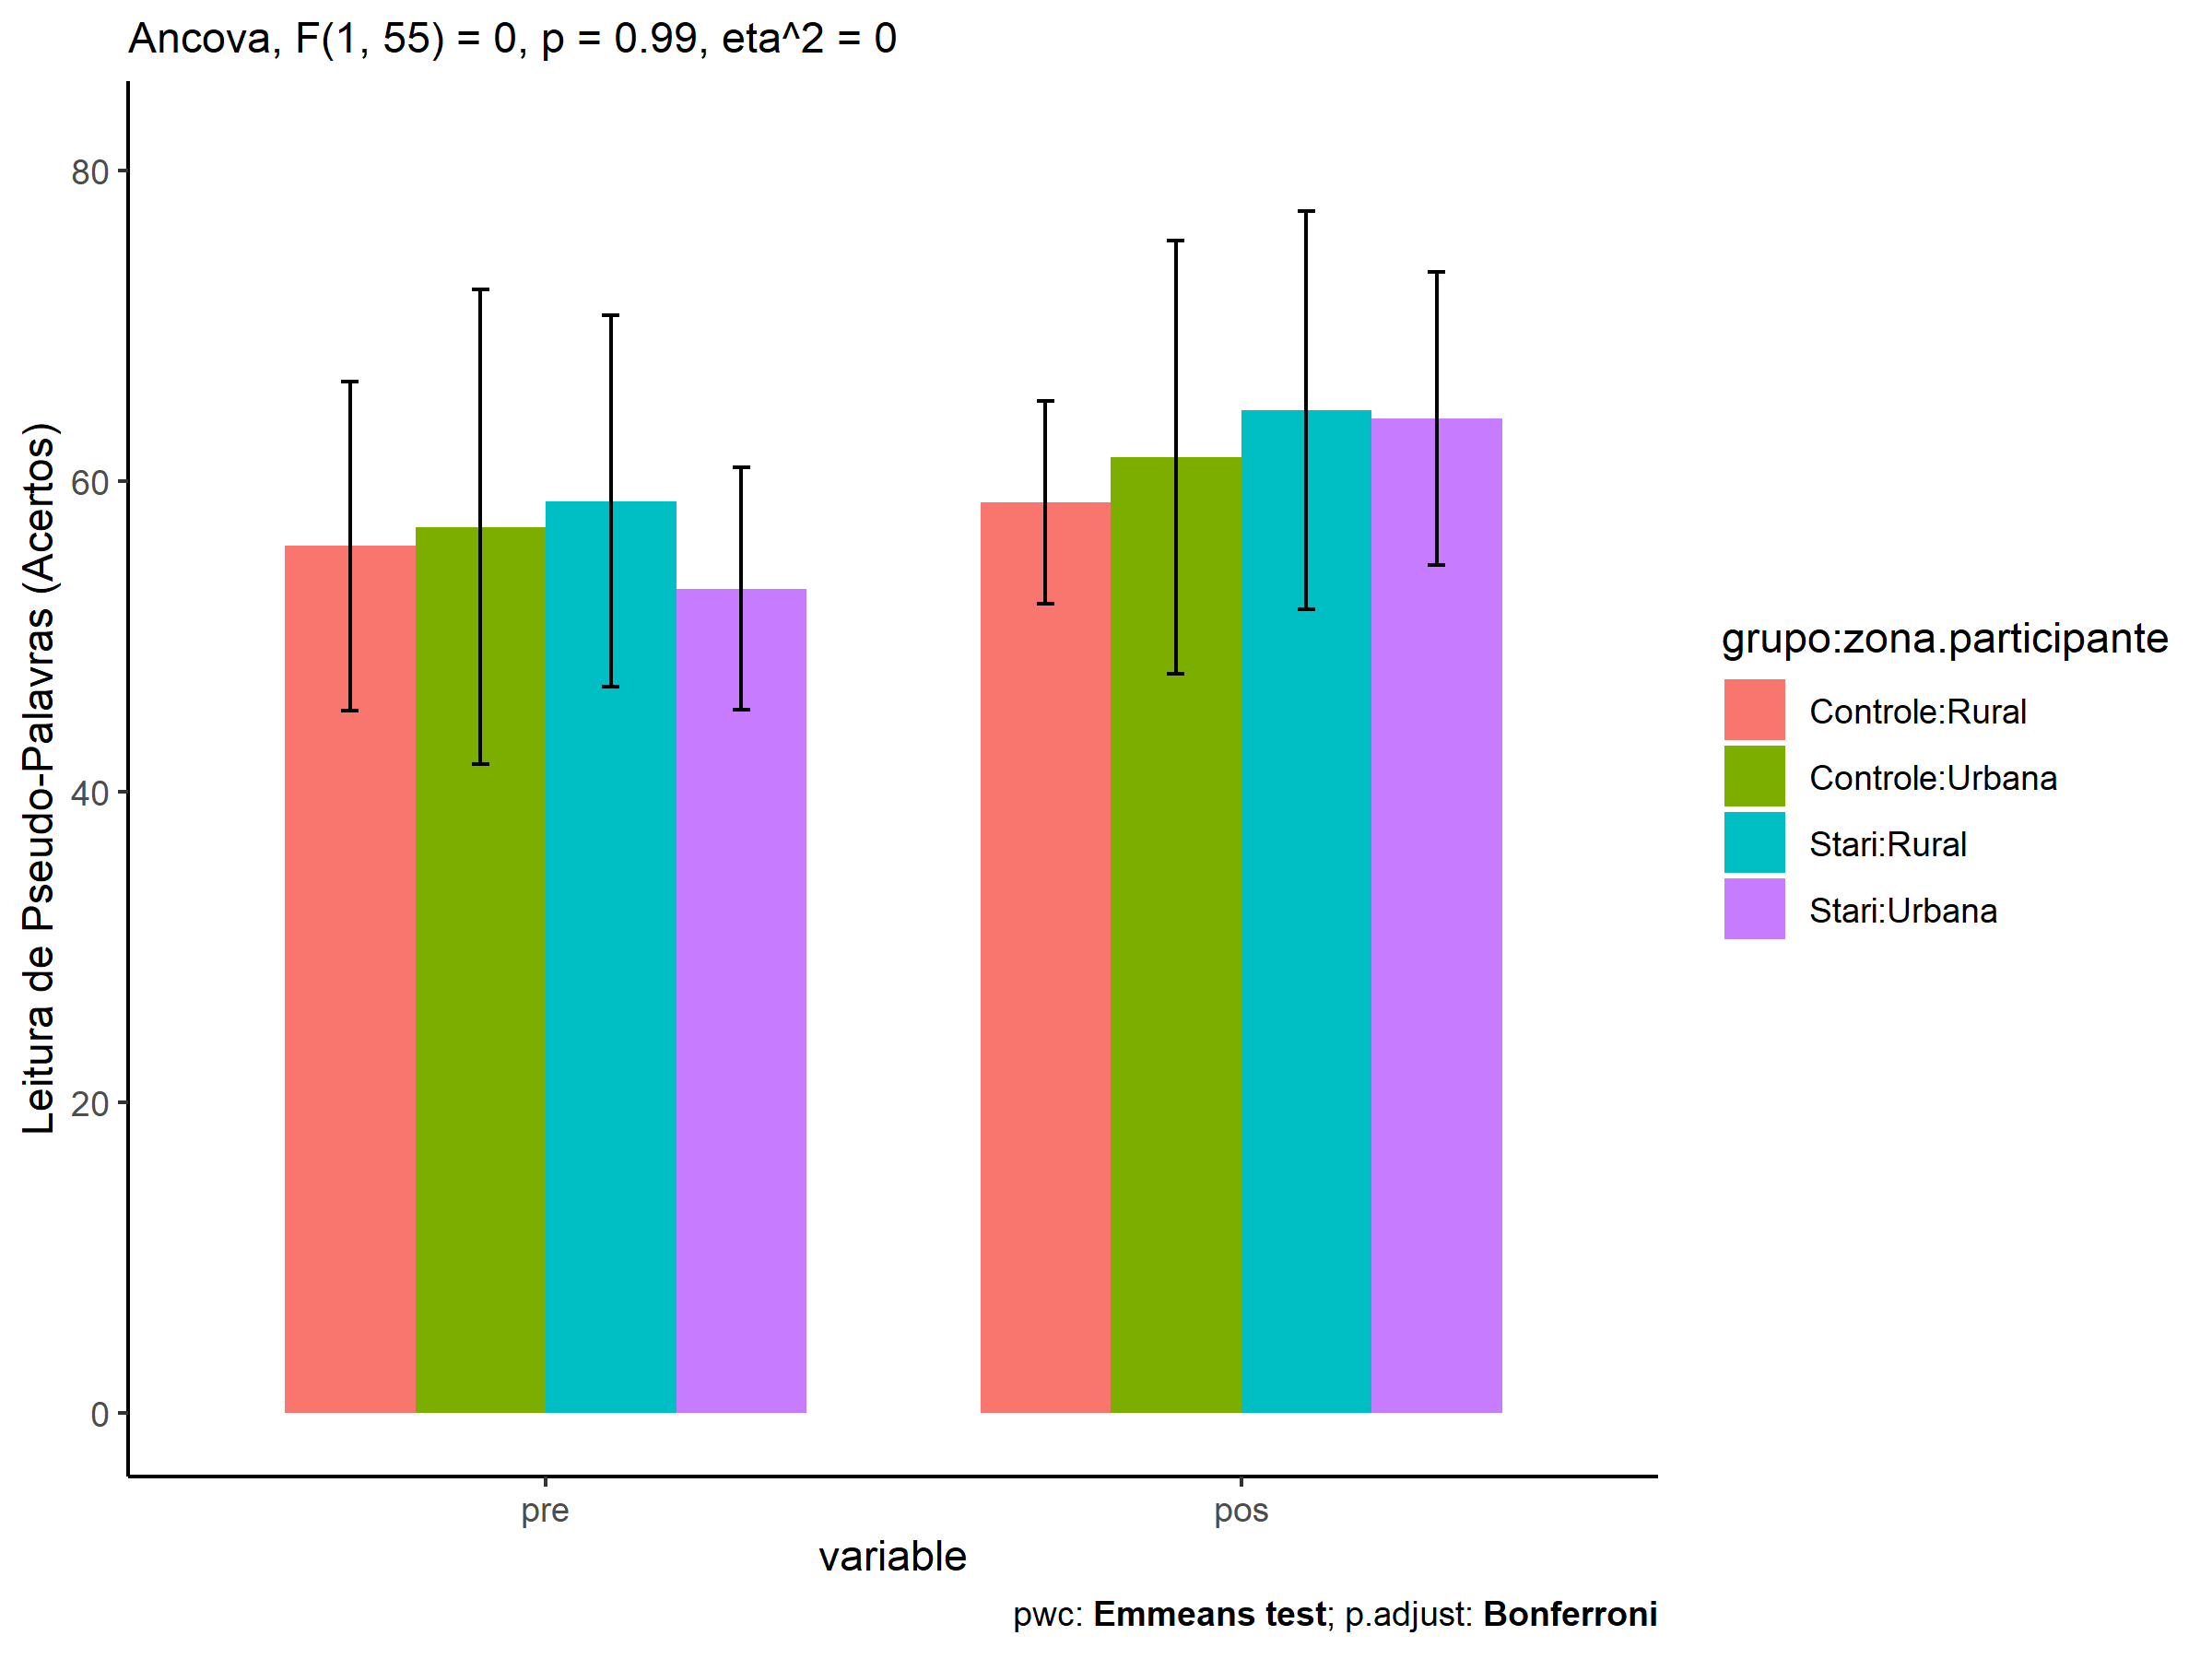 Ancova, F(1, 55) = 0, p = 0.99, eta^2 = 0
Leitura de Pseudo-Palavras (Acertos)
80
60
40
20
0
pre
pos
variable
grupo:zona.participante
Controle:Rural
Controle:Urbana
Stari:Rural
Stari:Urbana
pwc: Emmeans test; p.adjust: Bonferroni